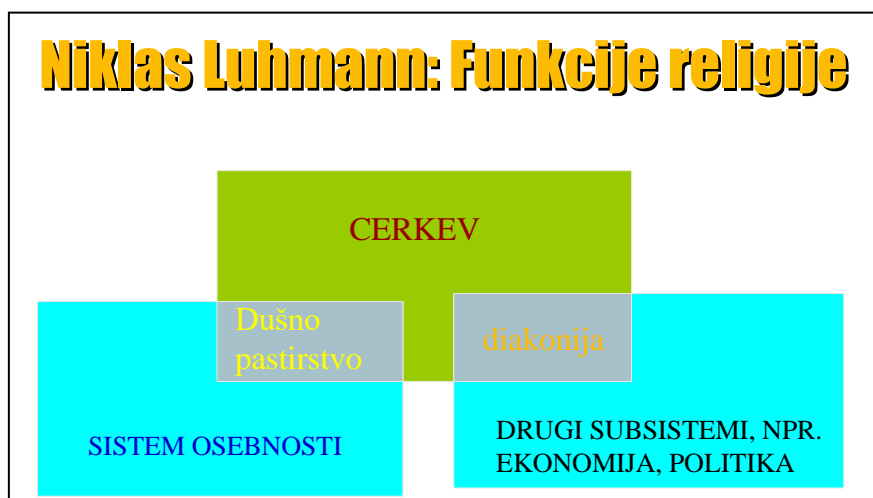 Niklas Luhmann: Funkcije religije
CERKEV
Dušno
pastirstvo
diakonija
SISTEM OSEBNOSTI
DRUGI SUBSISTEMI, NPR.
EKONOMIJA, POLITIKA